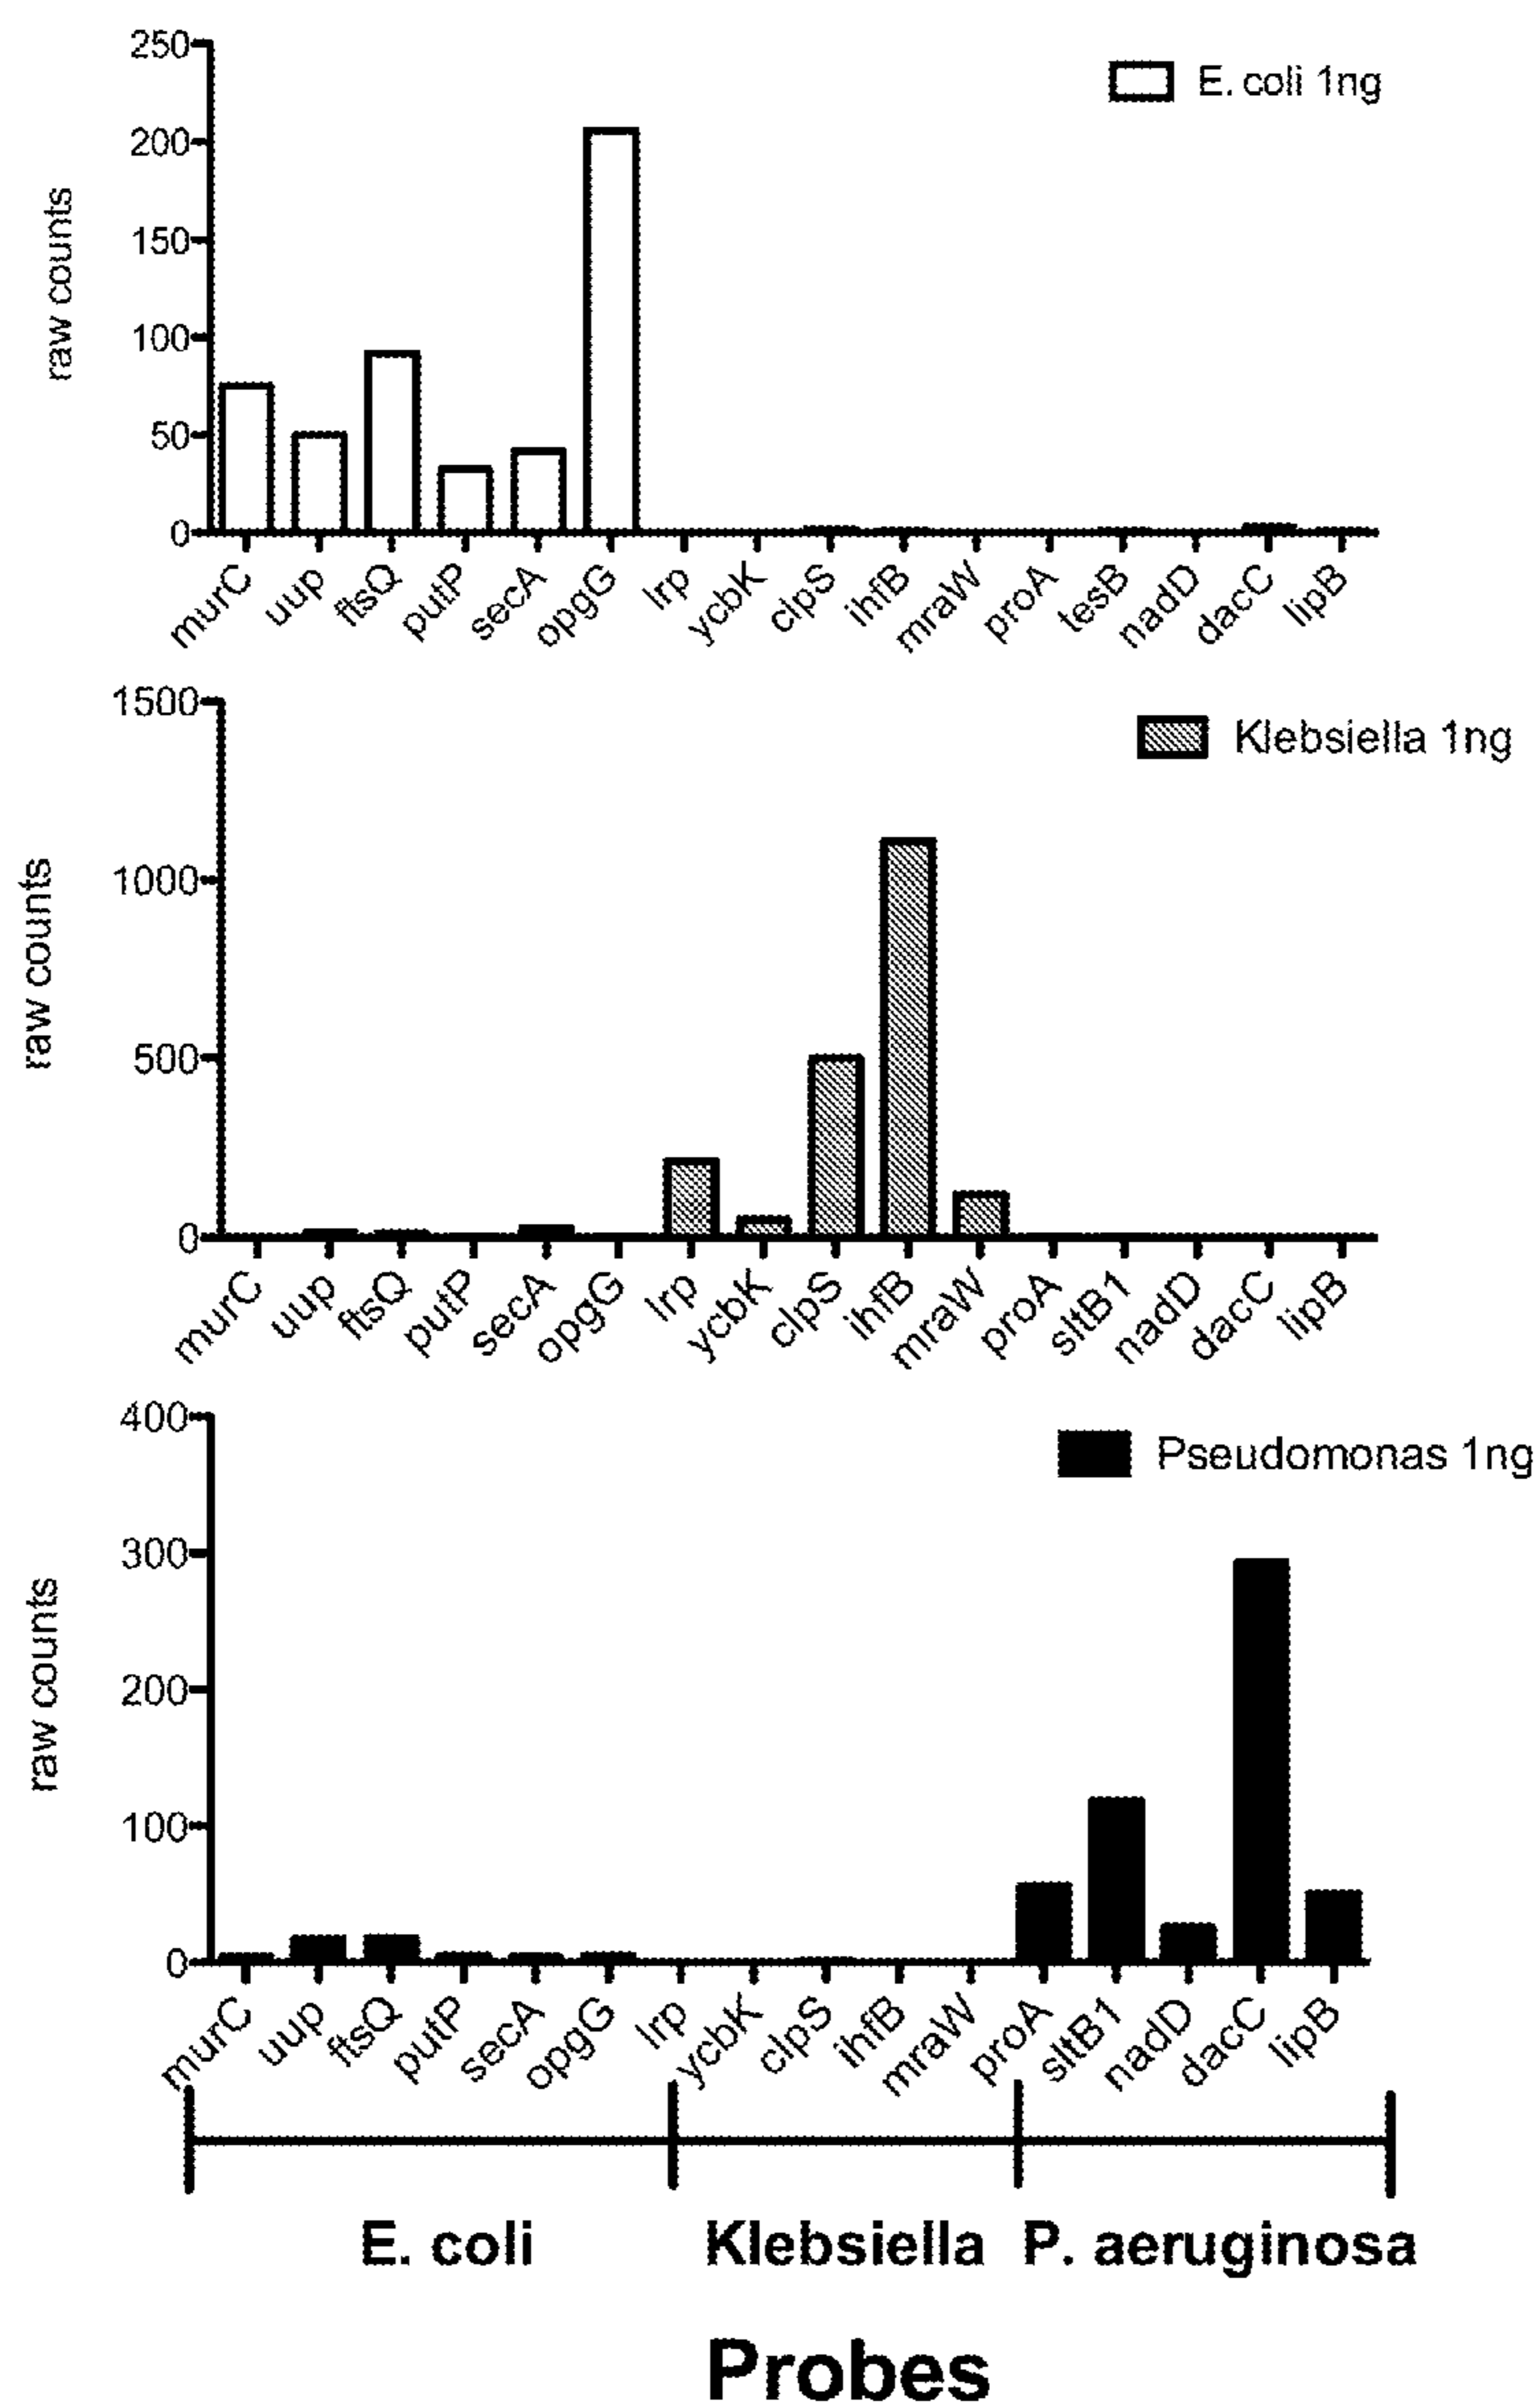 250
E. coli 1ng
200
150
raw counts
100
50
0
murC uup ftsQ putP secA opgG lrp ycbK clpS ihfB mraW proA tesB nadD dacC lipB
1500
Klebsiella 1ng
1000
raw counts
500
0
murC uup ftsQ putP secA opgG lrp ycbK clpS ihfB mraW proA sltB1 nadD dacC lipB
400
Pseudomonas 1ng
300
raw counts
200
100
0
murC uup ftsQ putP secA opgG lrp ycbK clpS ihfB mraW proA sltB1 nadD dacC lipB
E. coli Klebsiella P. aeruginosa
Probes